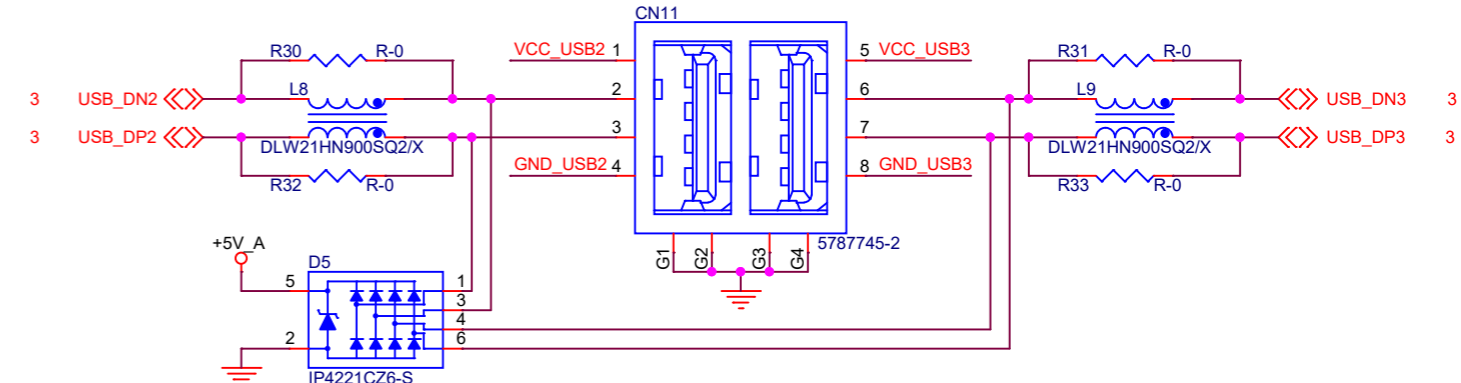 CN11
R30 R-0
VCC_USB2 1
5 VCC_USB3
R31 R-0
L8
L9
3 USB_DN2
2
6
USB_DN3 3
3 USB_DP2
3
7
USB_DP3 3
DLW21HN900SQ2/X
DLW21HN900SQ2/X
GND_USB2 4
8 GND_USB3
R32 R-0
R33 R-0
5787745-2
G1 G2 G3 G4
+5V_A
D5
5
1
3
4
2
6
IP4221CZ6-S